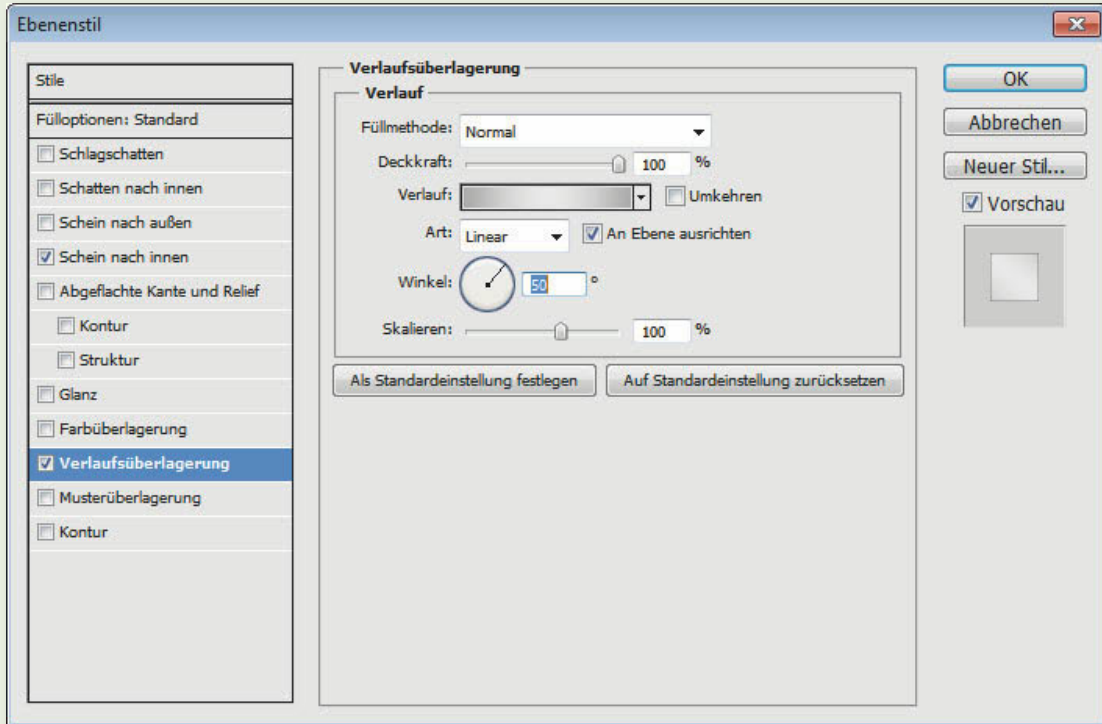 Ebenenstil
Stile
Fülloptionen: Standard
Schlagschatten
Schatten nach innen
Schein nach außen
Schein nach innen
Abgeflachte Kante und Relief
Kontur
Struktur
Glanz
Farbüberlagerung
Verlaufsüberlagerung
Musterüberlagerung
Kontur
Verlaufsüberlagerung
Verlauf
Füllmethode: Normal
Deckkraft: 100 %
Verlauf: Umkehren
Art: Linear An Ebene ausrichten
Winkel: 50 °
Skalieren: 100 %
Als Standardeinstellung festlegen Auf Standardeinstellung zurücksetzen
OK
Abbrechen
Neuer Stil...
Vorschau